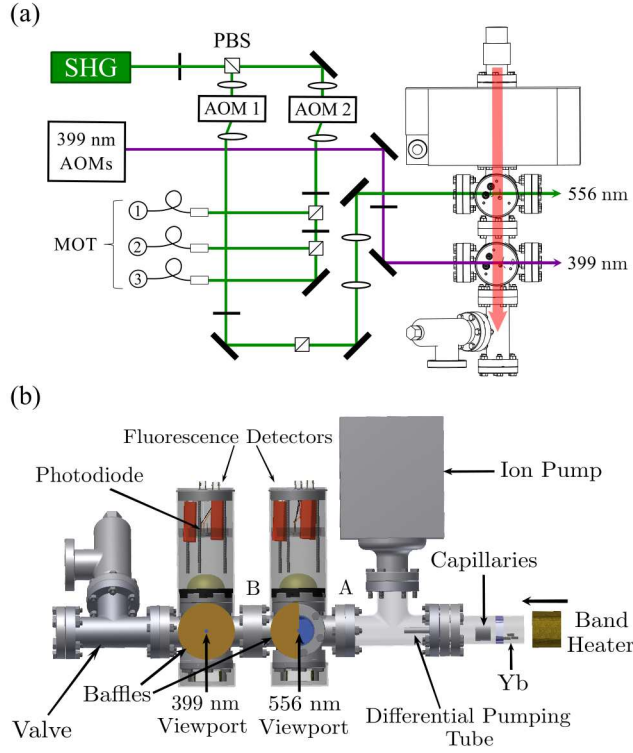 (a)
PBS
SHG
AOM 1
AOM 2
399 nm
AOMs
556 nm
MOT
1
2
3
399 nm
(b)
Fluorescence Detectors
Photodiode
Ion Pump
Capillaries
B
A
Band
Heater
Baffles
Yb
399 nm
Viewport
556 nm
Viewport
Valve
Differential Pumping
Tube